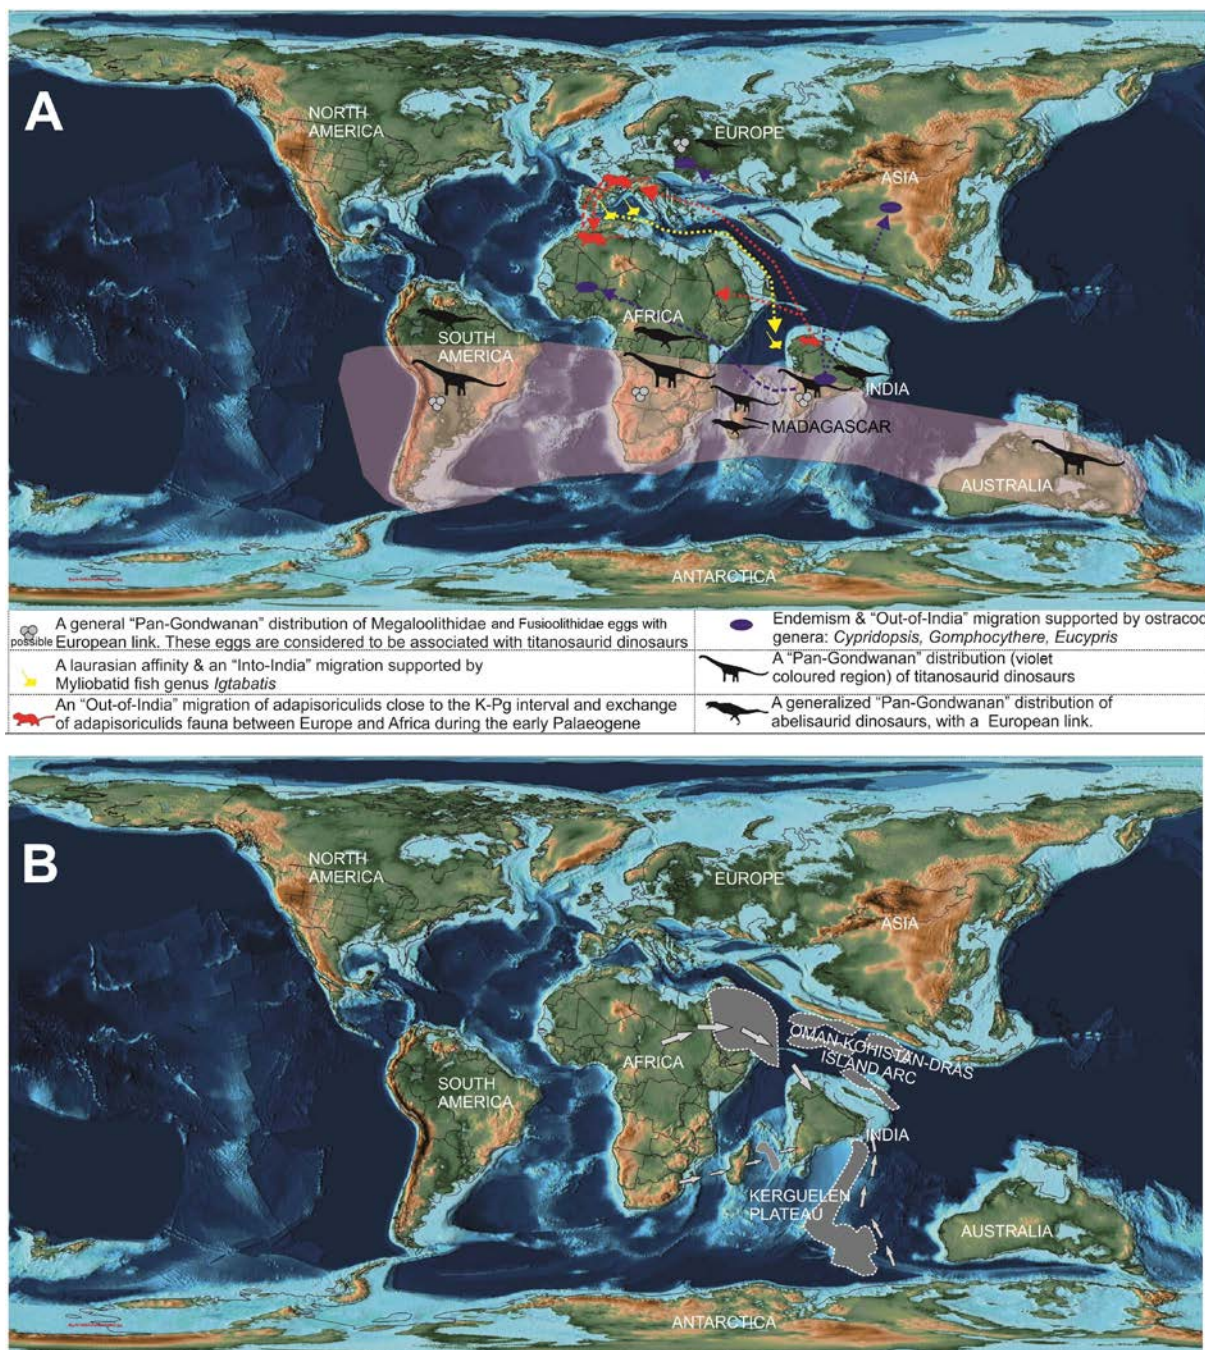 A
NORTH
AMERICA
EUROPE
ASIA
AFRICA
SOUTH
AMERICA
INDIA
MADAGASCAR
AUSTRALIA
ANTARCTICA
possible
A general "Pan-Gondwanan" distribution of Megaloolithidae and Fusioolithidae eggs with
European link. These eggs are considered to be associated with titanosaurid dinosaurs
A laurasian affinity & an "Into-India" migration supported by
Myliobatid fish genus Igtabatis
An "Out-of-India" migration of adapisoriculids close to the K-Pg interval and exchange
of adapisoriculids fauna between Europe and Africa during the early Palaeogene
Endemism & "Out-of-India" migration supported by ostracod
genera: Cypridopsis, Gomphocythere, Eucypris
A "Pan-Gondwanan" distribution (violet
coloured region) of titanosaurid dinosaurs
A generalized "Pan-Gondwanan" distribution of
abelisaurid dinosaurs, with a European link.
B
NORTH
AMERICA
EUROPE
ASIA
OMAN-KOHISTAN-DRAS
ISLAND ARC
AFRICA
SOUTH
AMERICA
INDIA
KERGUELEN
PLATEAU
AUSTRALIA
ANTARCTICA